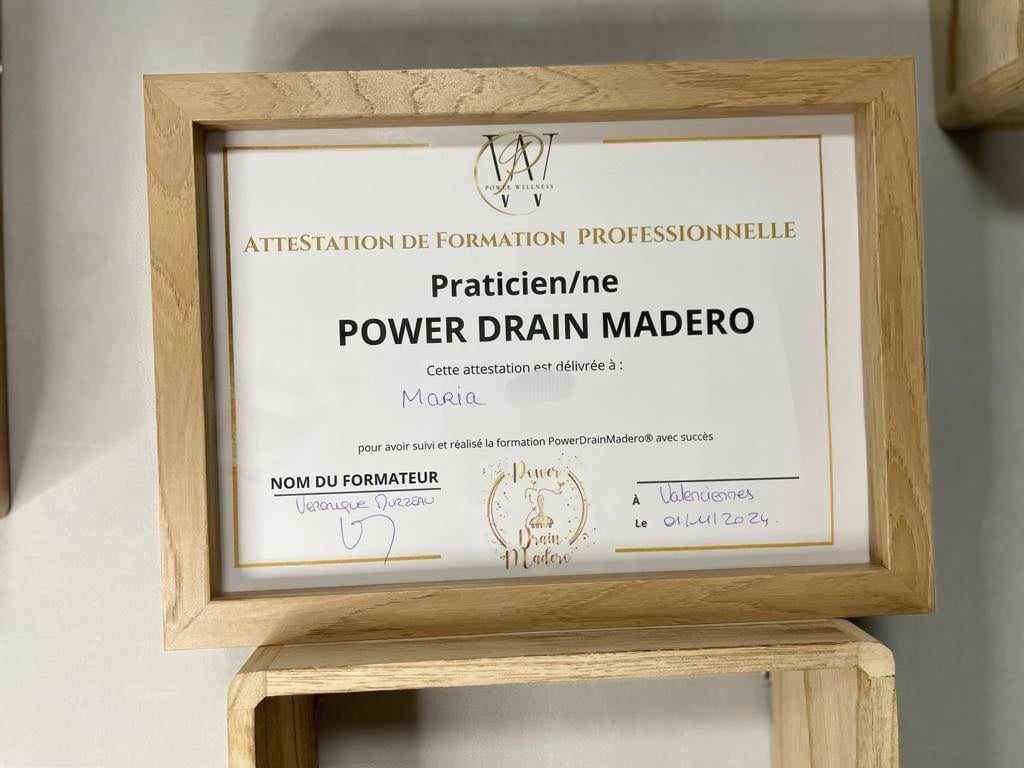 POWER WELLNESS
AtteStation de Formation PROFESSIONNELLE
Praticien/ne
POWER DRAIN MADERO
Cette attestation est délivrée à :
Maria
pour avoir suivi et réalisé la formation PowerDrainMadero® avec succès
NOM DU FORMATEUR
Veronique
Power
Drain
Madero
À Valenciennes
Le 01/11/2024